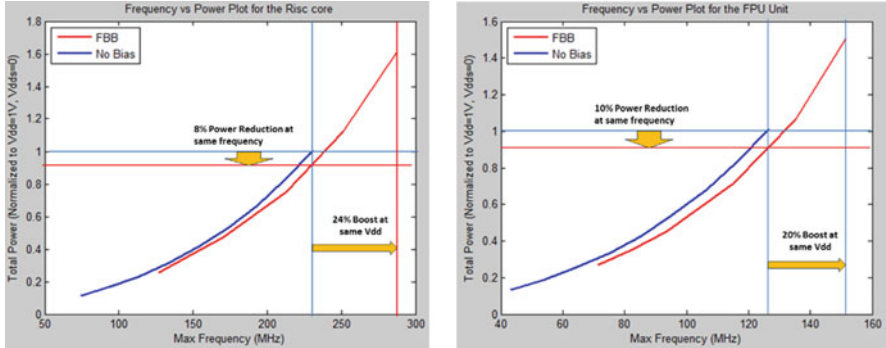 Frequency vs Power Plot for the Risc core
Total Power (Normalized to Vdd=1V, Vdds=0)
1.8
1.6
1.4
1.2
1
0.8
0.6
0.4
0.2
0
FBB
No Bias
8% Power Reduction at
same frequency
24% Boost at
same Vdd
50 100 150 200 250 300
Max Frequency (MHz)
Frequency vs Power Plot for the FPU Unit
Total Power (Normalized to Vdd=1V, Vdds=0)
1.6
1.4
1.2
1
0.8
0.6
0.4
0.2
0
FBB
No Bias
10% Power Reduction
at same frequency
20% Boost at
same Vdd
40 60 80 100 120 140 160
Max Frequency (MHz)